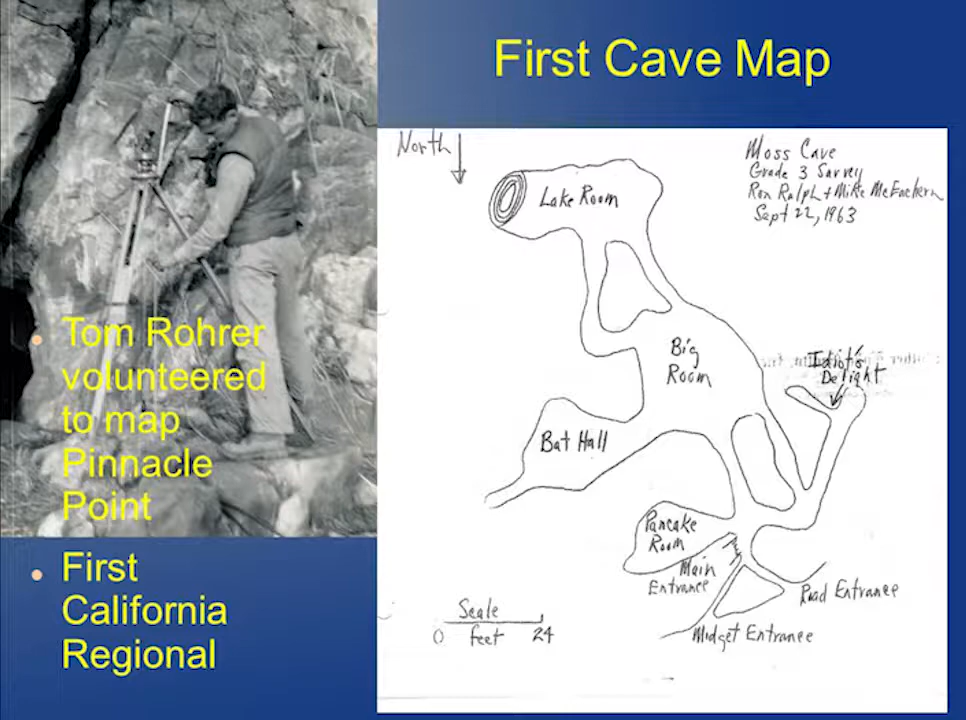 First Cave Map
• Tom Rohrer
volunteered
to map
Pinnacle
Point
• First
California
Regional
North
Moss Cave
Grade 3 Survey
Ron Ralph + Mike McEachern
Sept 22, 1963
Lake Room
Big
Room
Idiot's
Delight
Bat Hall
Pancake
Room
Main
Entrance
Road Entrance
Midget Entrance
Scale
0 feet 24